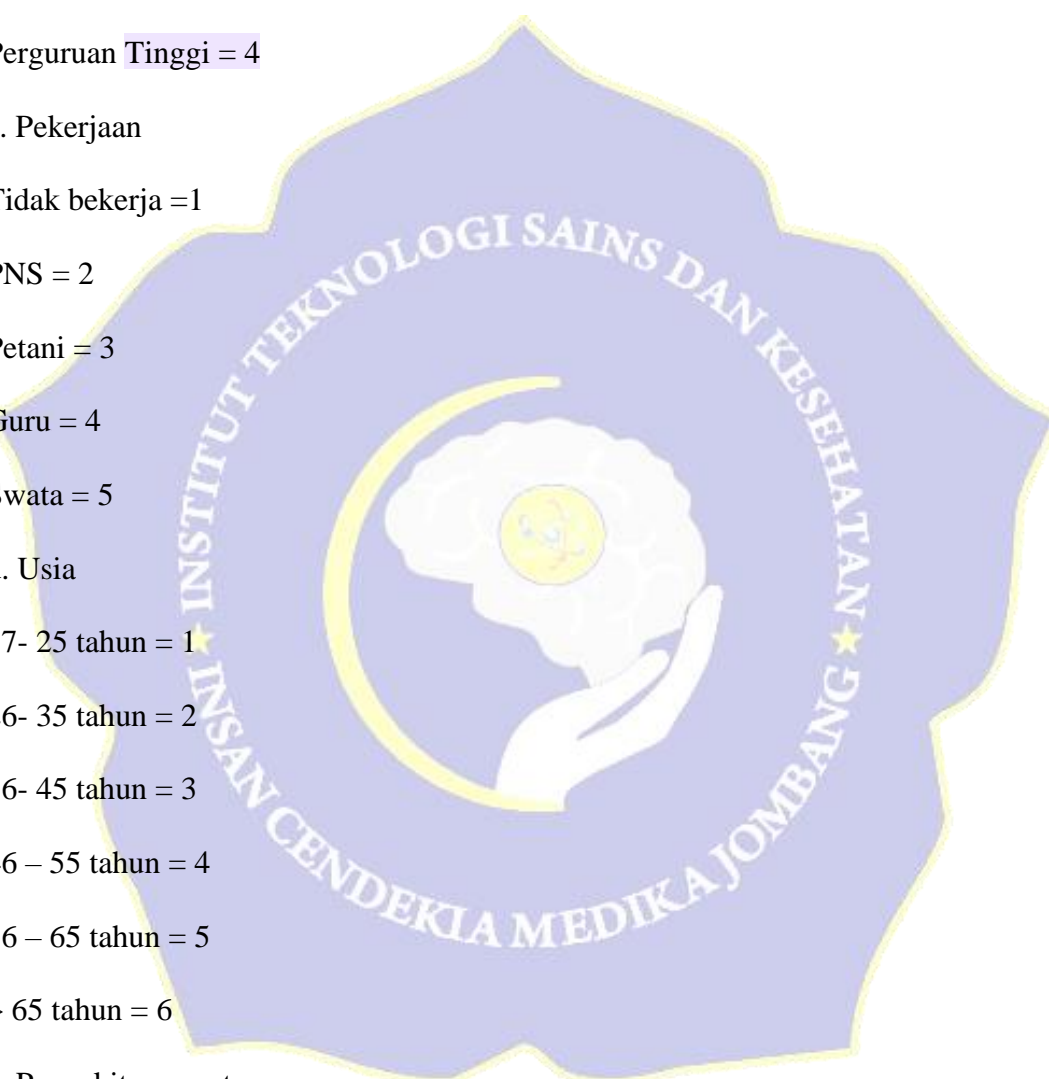 Perguruan Tinggi = 4
. Pekerjaan
Tidak bekerja =1
PNS = 2
Petani = 3
Guru = 4
Swata = 5
. Usia
7- 25 tahun = 1
6- 35 tahun = 2
6- 45 tahun = 3
6 – 55 tahun = 4
6 – 65 tahun = 5
65 tahun = 6
INSTITUT TEKNOLOGI SAINS DAN KESEHATAN
INSAN CENDEKIA MEDIKA JOMBANG